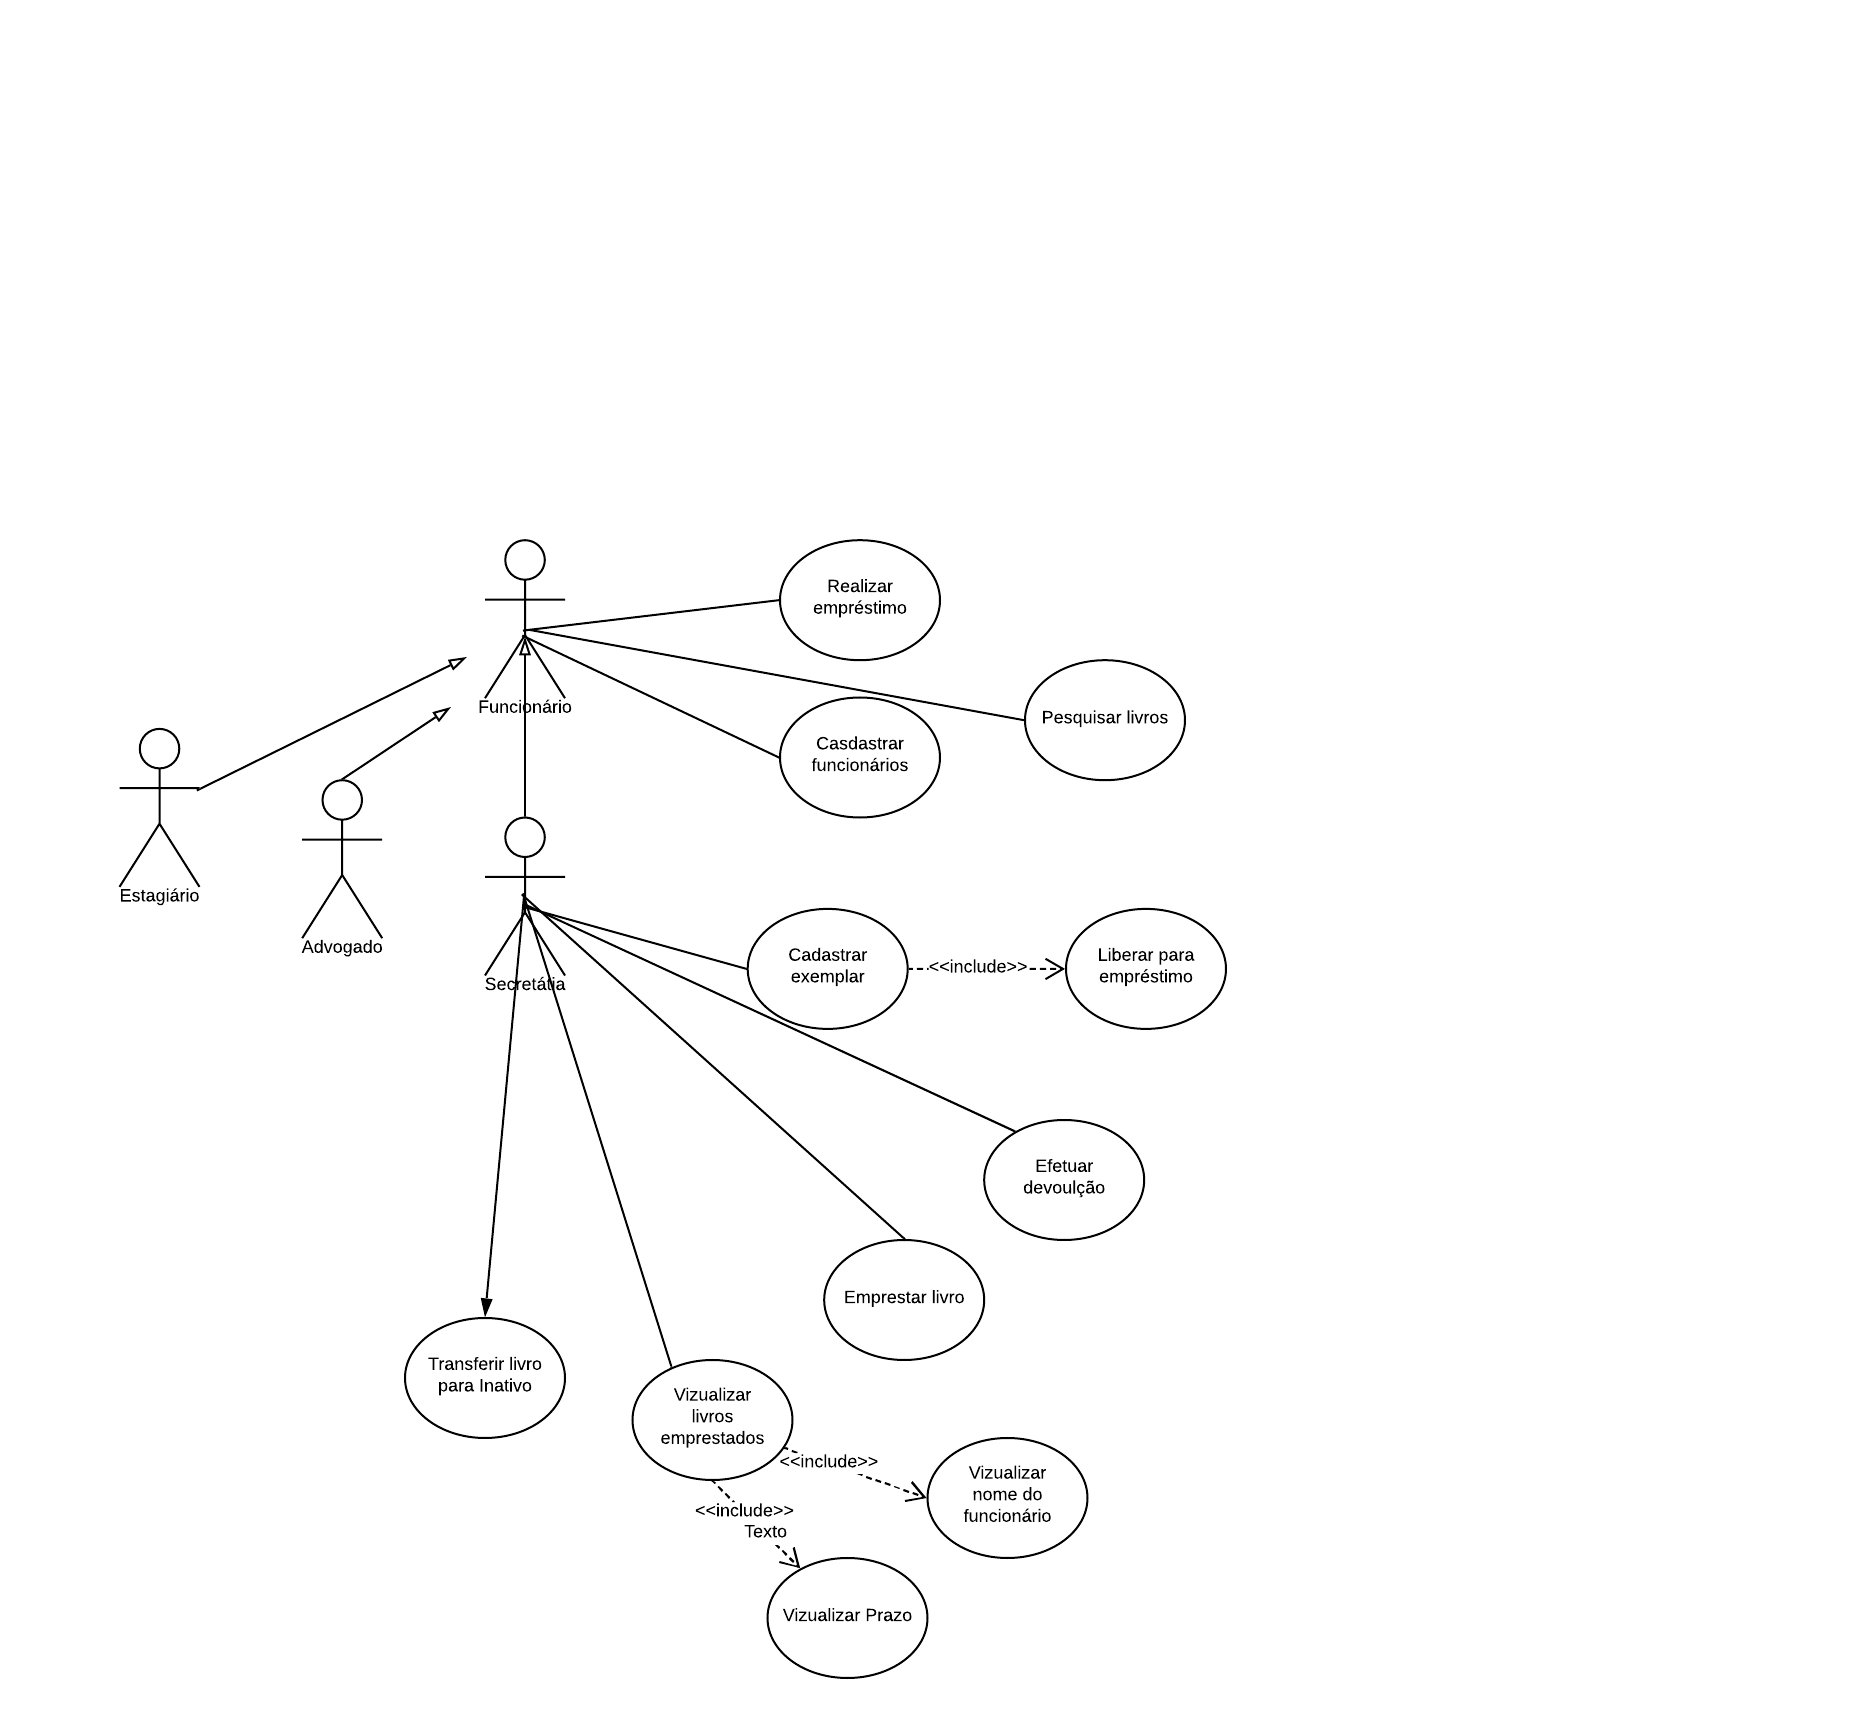 Realizar
empréstimo
Funcionário
Pesquisar livros
Casdastrar
funcionários
Estagiário
Advogado
Secretátia
Cadastrar
exemplar
<<include>>
Liberar para
empréstimo
Efetuar
devoulção
Emprestar livro
Transferir livro
para Inativo
Vizualizar
livros
emprestados
<<include>>
Vizualizar
nome do
funcionário
<<include>>
Texto
Vizualizar Prazo